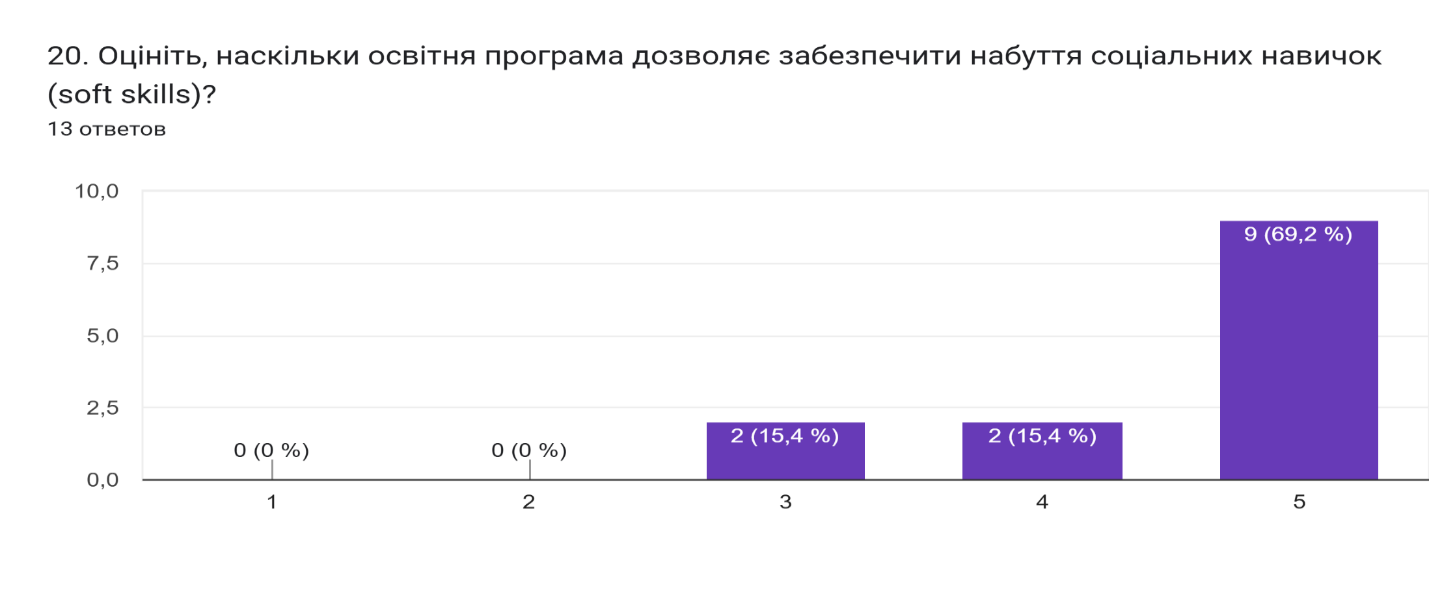 20. Оцініть, наскільки освітня програма дозволяє забезпечити набуття соціальних навичок
(soft skills)?
13 ответов
10,0
7,5
5,0
2,5
0,0
0 (0 %)
0 (0 %)
2 (15,4 %)
2 (15,4 %)
9 (69,2 %)
1
2
3
4
5